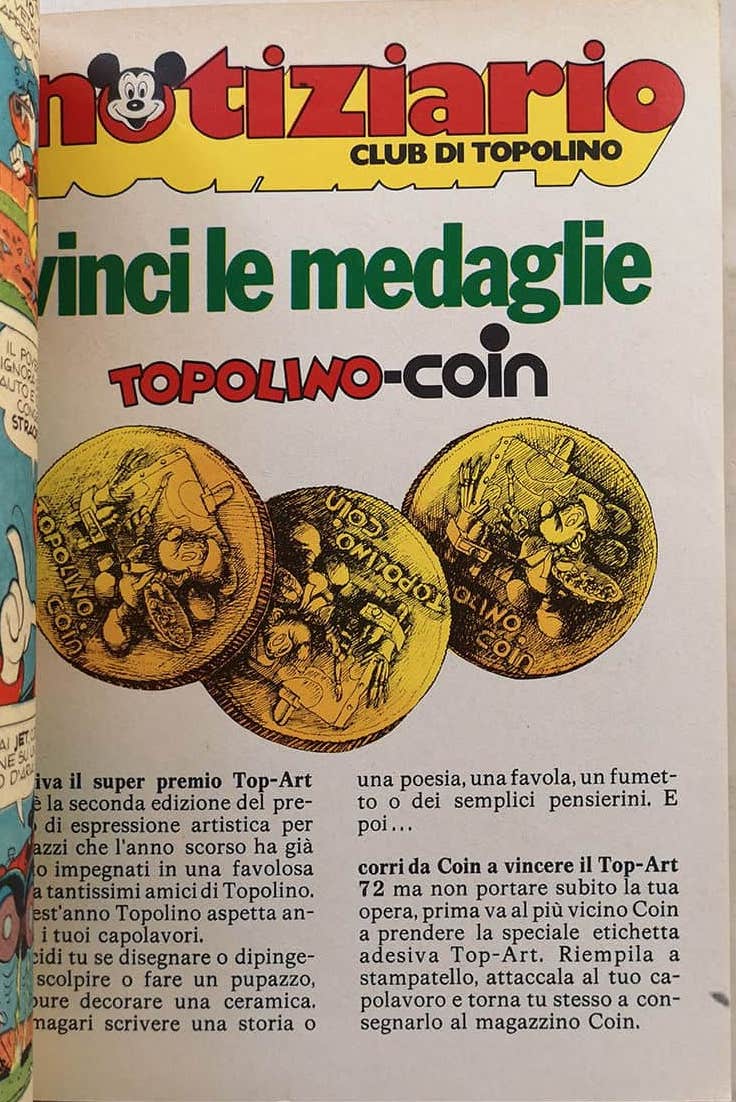 notiziario
CLUB DI TOPOLINO
vinci le medaglie
TOPOLINO-coin
TOPOLINO
COIN
TOPOLINO
COIN
TOPOLINO
COIN
iva il super premio Top-Art
è la seconda edizione del pre-
di espressione artistica per
azzi che l'anno scorso ha già
o impegnati in una favolosa
a tantissimi amici di Topolino.
est'anno Topolino aspetta an-
i tuoi capolavori.
cidi tu se disegnare o dipinge-
scolpire o fare un pupazzo,
pure decorare una ceramica.
magari scrivere una storia o
una poesia, una favola, un fumet-
to o dei semplici pensierini. E
poi...
corri da Coin a vincere il Top-Art
72 ma non portare subito la tua
opera, prima va al più vicino Coin
a prendere la speciale etichetta
adesiva Top-Art. Riempila a
stampatello, attaccala al tuo ca-
polavoro e torna tu stesso a con-
segnarlo al magazzino Coin.